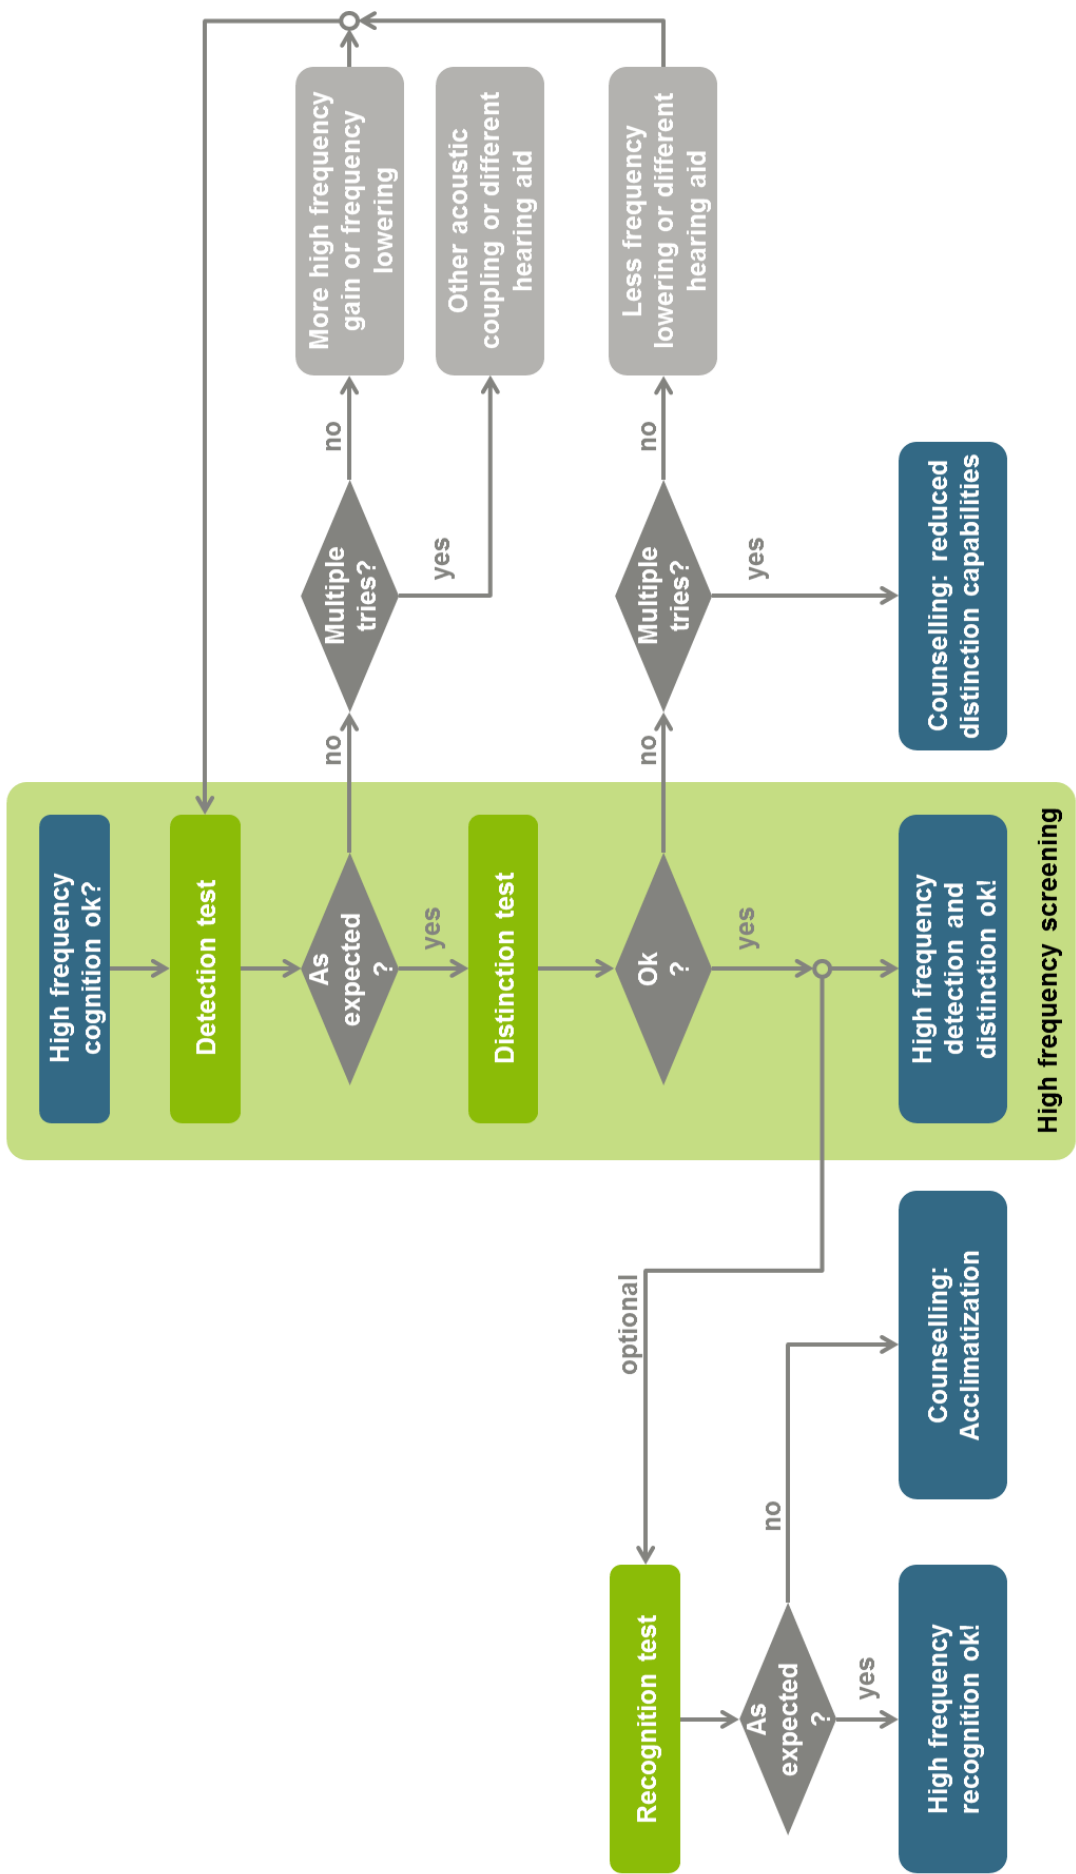 High frequency
cognition ok?
Detection test
As
expected
?
no
Multiple
tries?
no
More high frequency
gain or frequency
lowering
yes
Other acoustic
coupling or different
hearing aid
yes
Distinction test
Ok
?
no
Multiple
tries?
no
Less frequency
lowering or different
hearing aid
yes
Counselling: reduced
distinction capabilities
yes
High frequency
detection and
distinction ok!
High frequency screening
optional
Recognition test
As
expected
?
no
Counselling:
Acclimatization
yes
High frequency
recognition ok!